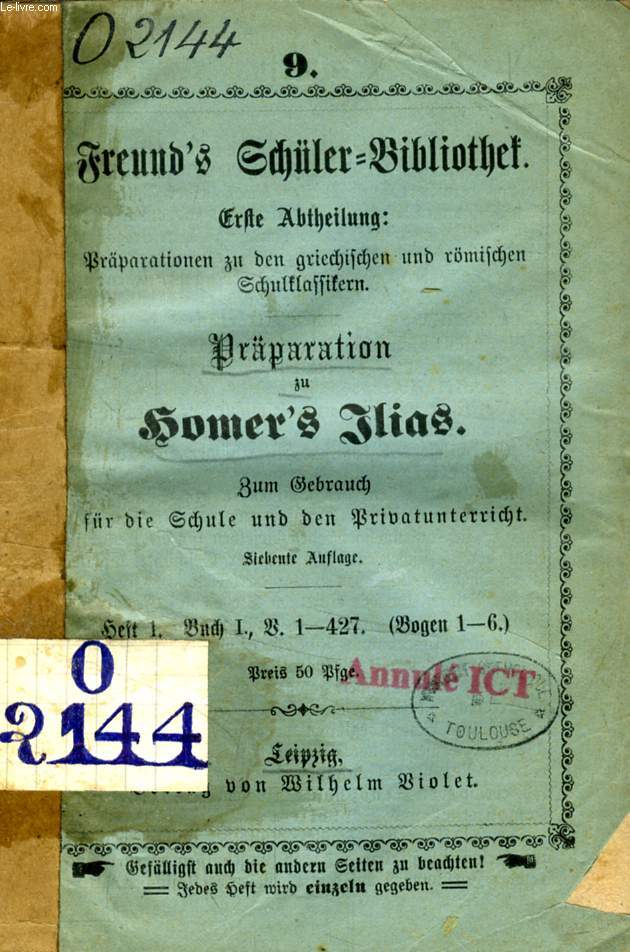 Le-livre.com
O 2144
9.
Freund's Schüler=Bibliothek.
Erste Abtheilung:
Präparationen zu den griechischen und römischen
Schulklassikern.
Präparation
zu
Homer's Ilias.
Zum Gebrauch
für die Schule und den Privatunterricht.
Siebente Auflage.
Heft 1. Buch I., V. 1—427. (Bogen 1—6.)
Preis 50 Pfge.
Annulé ICT
TOULOUSE
O
2144
Leipzig,
von Wilhelm Violet.
Gefälligst auch die andern Seiten zu beachten!
Jedes Heft wird einzeln gegeben.